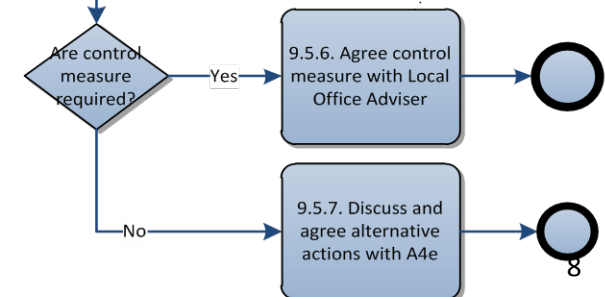 Are control
measure
required?
Yes
9.5.6. Agree control
measure with Local
Office Adviser
No
9.5.7. Discuss and
agree alternative
actions with A4e
8